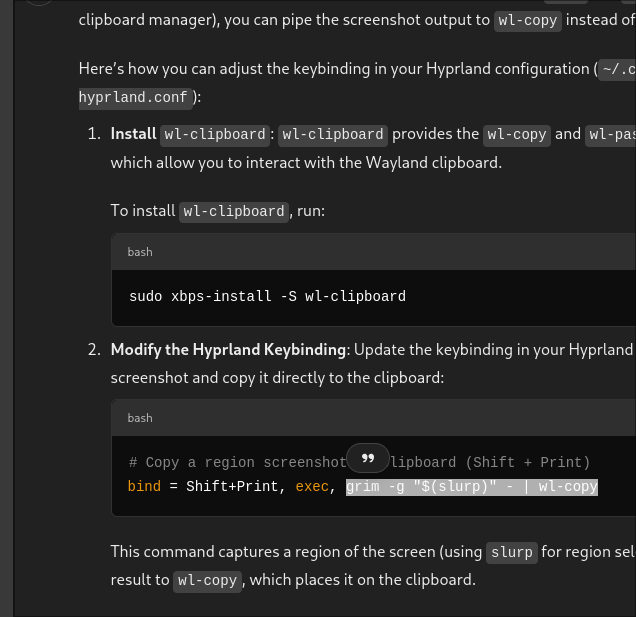 clipboard manager), you can pipe the screenshot output to wl-copy instead of
Here’s how you can adjust the keybinding in your Hyprland configuration (~/.c
hyprland.conf):
1. Install wl-clipboard: wl-clipboard provides the wl-copy and wl-pas
which allow you to interact with the Wayland clipboard.
To install wl-clipboard, run:
bash
sudo xbps-install -S wl-clipboard
2. Modify the Hyprland Keybinding: Update the keybinding in your Hyprland
screenshot and copy it directly to the clipboard:
bash
# Copy a region screenshot lipboard (Shift + Print)
bind = Shift+Print, exec, grim -g "$(slurp)" - | wl-copy
This command captures a region of the screen (using slurp for region sel
result to wl-copy, which places it on the clipboard.